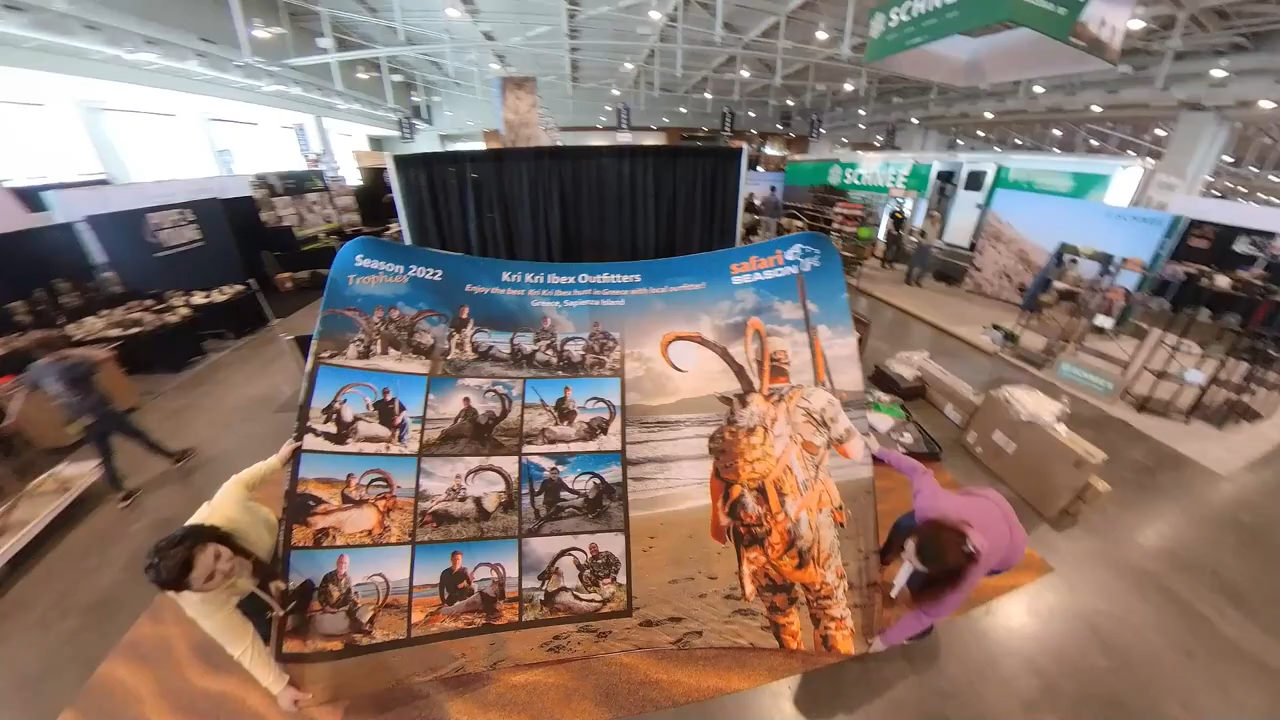 SCHNE
SCHNEE
Season 2022
Trophies
Kri Kri Ibex Outfitters
Enjoy the best Kri Kri Ibex hunt in Greece with local outfitter!
Greece, Sapienza Island
safari
SEASON
SCHNEE'S